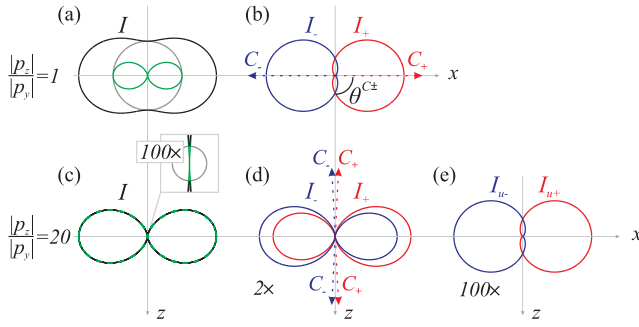 (a)
I
(b)
I-
I+
C-
C+
|pz|/|py|=1
θC±
x
100×
(c)
I
(d)
C-
C+
I-
I+
(e)
Iu-
Iu+
|pz|/|py|=20
x
C-
C+
2×
100×
z
z
z